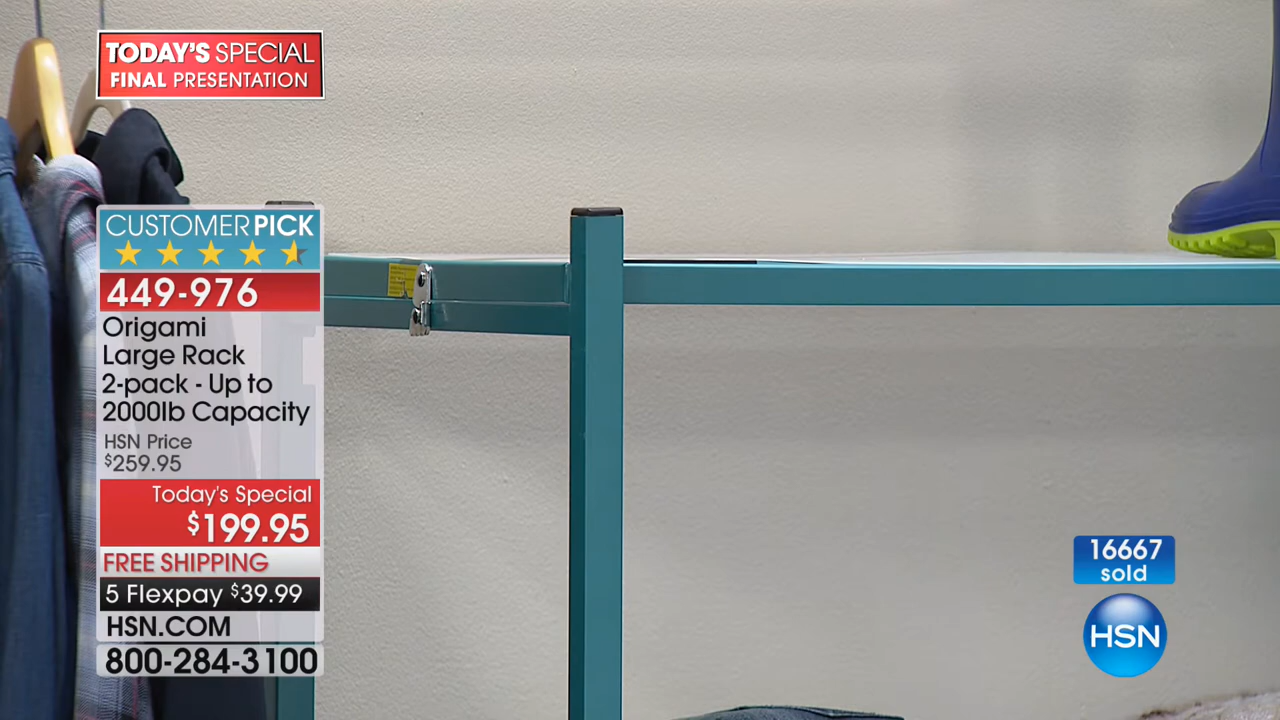 TODAY'S SPECIAL
FINAL PRESENTATION
CUSTOMER PICK
449-976
Origami
Large Rack
2-pack - Up to
2000lb Capacity
HSN Price
$259.95
Today's Special
$199.95
FREE SHIPPING
5 Flexpay $39.99
HSN.COM
800-284-3100
16667
sold
HSN